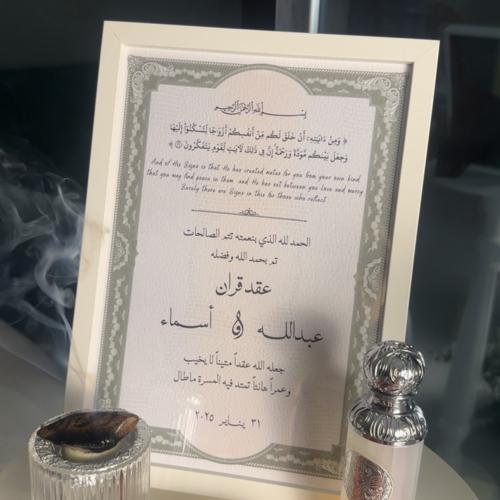 بسم الله الرحمن الرحيم
﴿ وَمِنْ ءَايَٰتِهِۦٓ أَنْ خَلَقَ لَكُم مِّنْ أَنفُسِكُمْ أَزْوَٰجًا لِّتَسْكُنُوٓا۟ إِلَيْهَا
وَجَعَلَ بَيْنَكُم مَّوَدَّةً وَرَحْمَةً إِنَّ فِى ذَٰلِكَ لَءَايَٰتٍ لِّقَوْمٍ يَتَفَكَّرُونَ ﴾
And of His Signs is that He has created mates for you from your own kind
that you may find peace in them and He has set between you love and mercy
Surely there are Signs in this for those who reflect
الحمد لله الذي بنعمته تتم الصالحات
تم بحمد الله وفضله
عقد قران
عبدالله و أسماء
جعله الله عقداً متيناً لا يخيب
وعمراً هانئاً تمتد فيه المسرة ماطال
٣١ يناير ٢٠٢٥